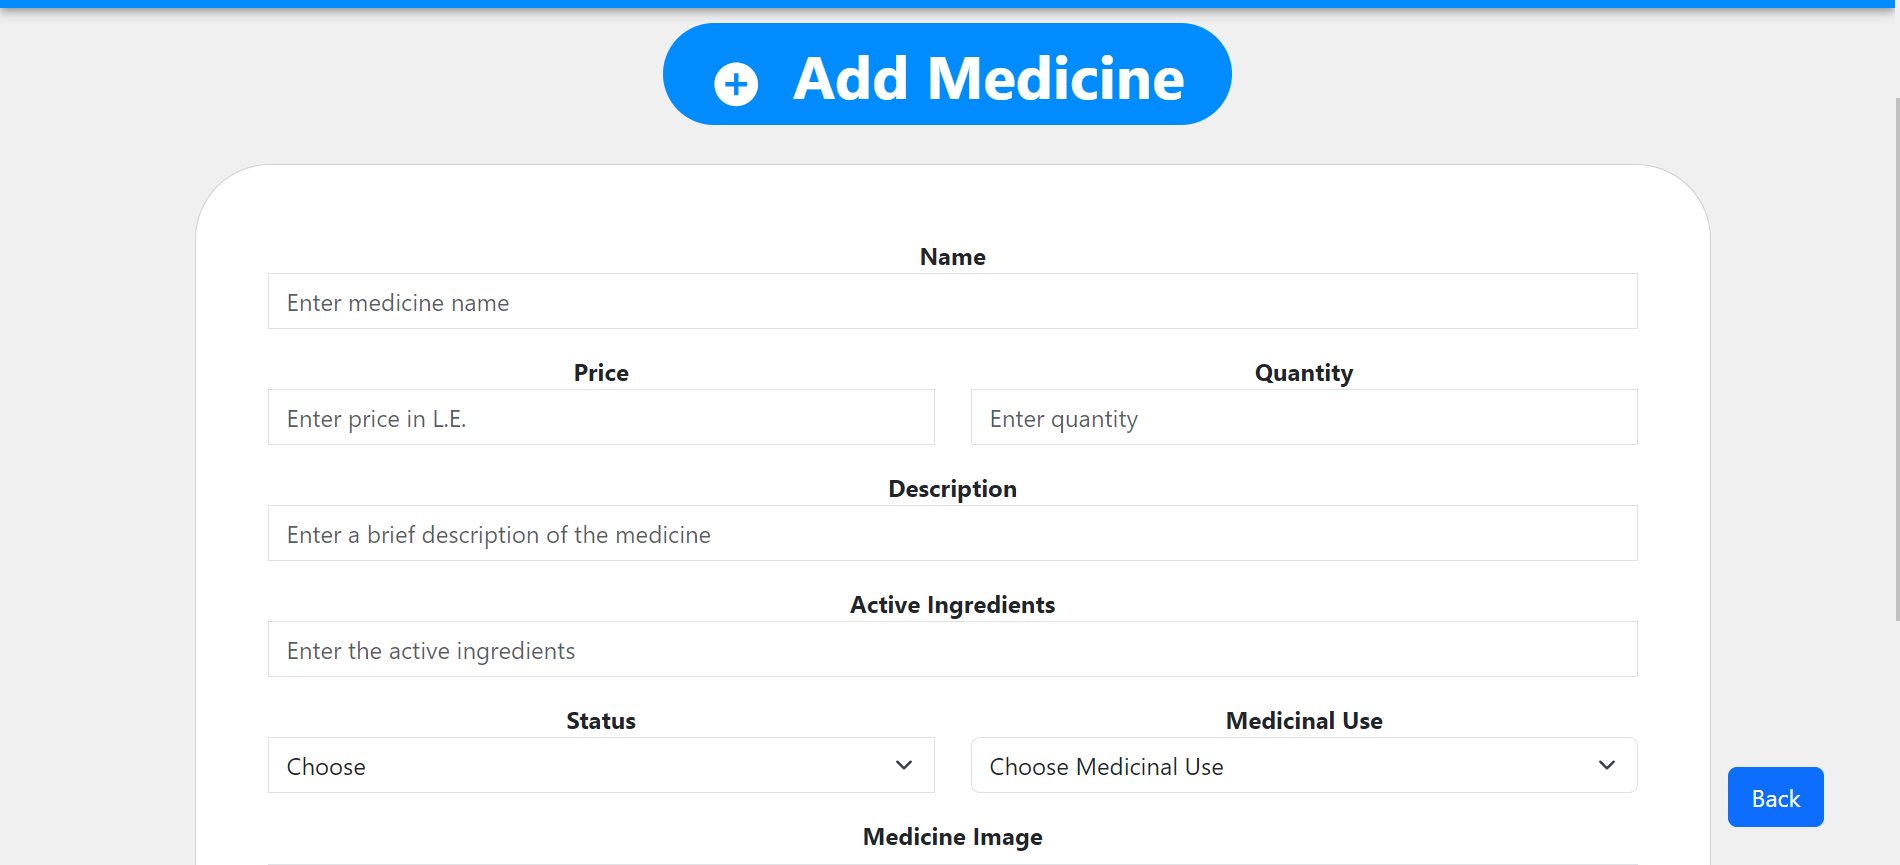 Add Medicine
Name
Enter medicine name
Price
Quantity
Enter price in L.E.
Enter quantity
Description
Enter a brief description of the medicine
Active Ingredients
Enter the active ingredients
Status
Medicinal Use
Choose
Choose Medicinal Use
Back
Medicine Image